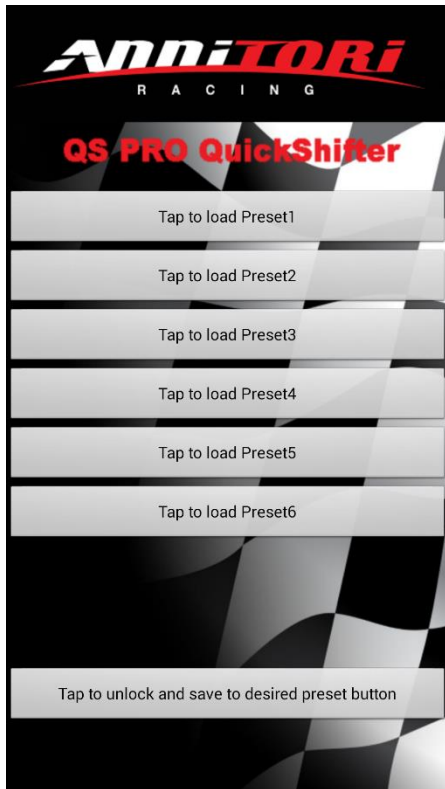 ANNiTORi
RACING
QS PRO QuickShifter
Tap to load Preset1
Tap to load Preset2
Tap to load Preset3
Tap to load Preset4
Tap to load Preset5
Tap to load Preset6
Tap to unlock and save to desired preset button